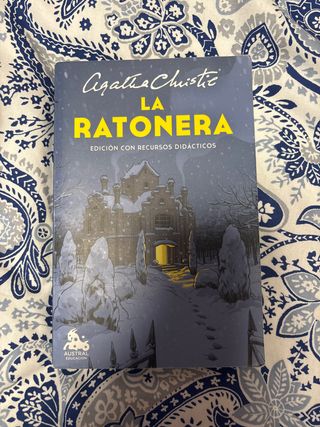 Agatha Christie
LA
RATONERA
EDICIÓN CON RECURSOS DIDÁCTICOS
AUSTRAL
EDUCACIÓN